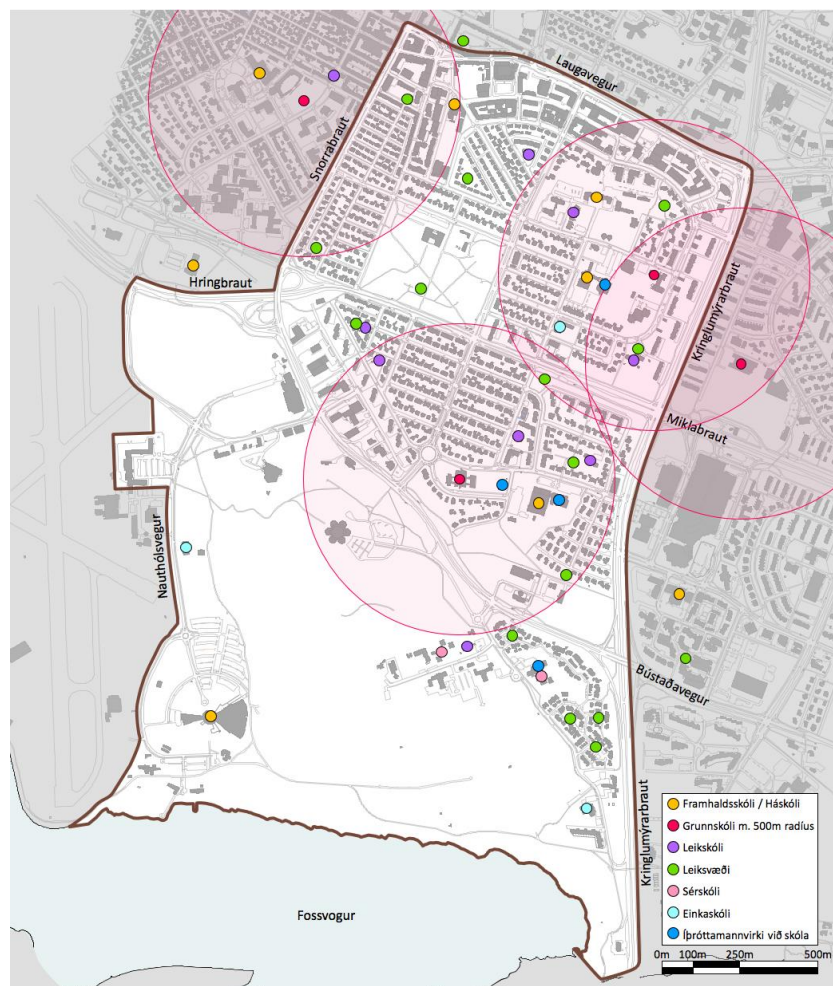 Laugavegur
Snorrabraut
Hringbraut
Kringlumýrarbraut
Miklabraut
Nauthólsvegur
Bústaðavegur
Kringlumýrarbraut
Fossvogur
Framhaldsskóli / Háskóli
Grunnskóli m. 500m radíus
Leikskóli
Leiksvæði
Sérskóli
Einkaskóli
Íþróttamannvirki við skóla
0m 100m 250m 500m